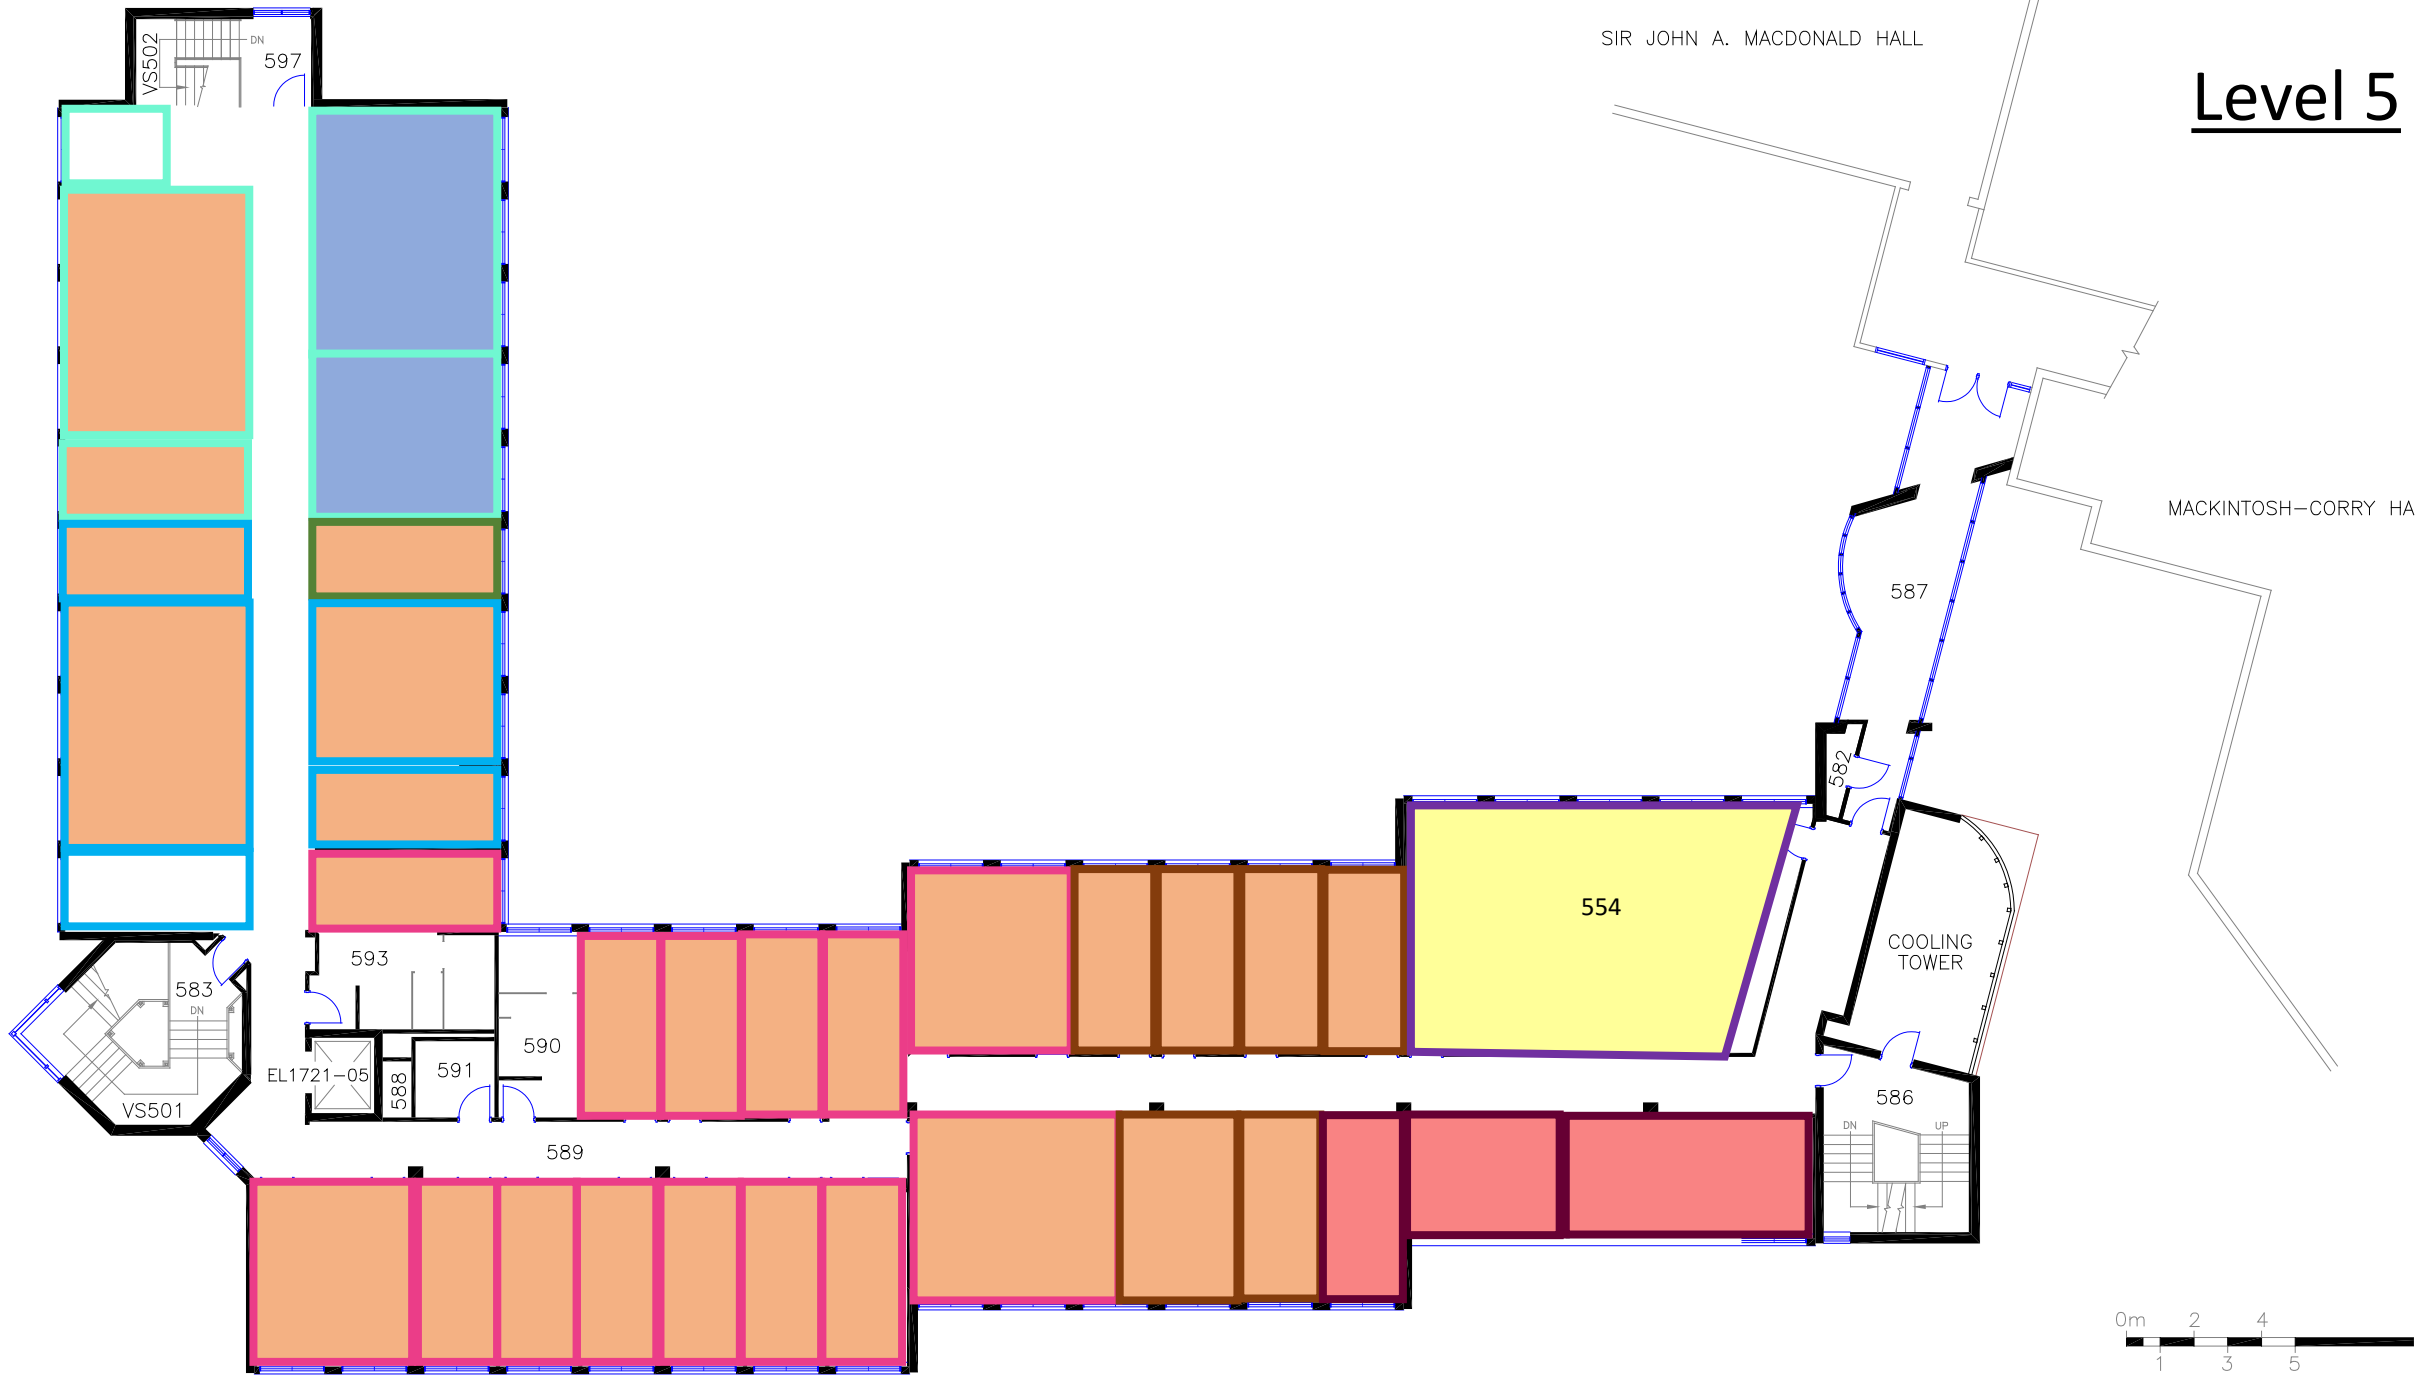 SIR JOHN A. MACDONALD HALL
Level 5
VS502
DN
597
MACKINTOSH-CORRY HA
587
582
554
COOLING
TOWER
593
583
DN
590
591
588
EL1721-05
VS501
589
586
DN
UP
0m 2 4
1 3 5